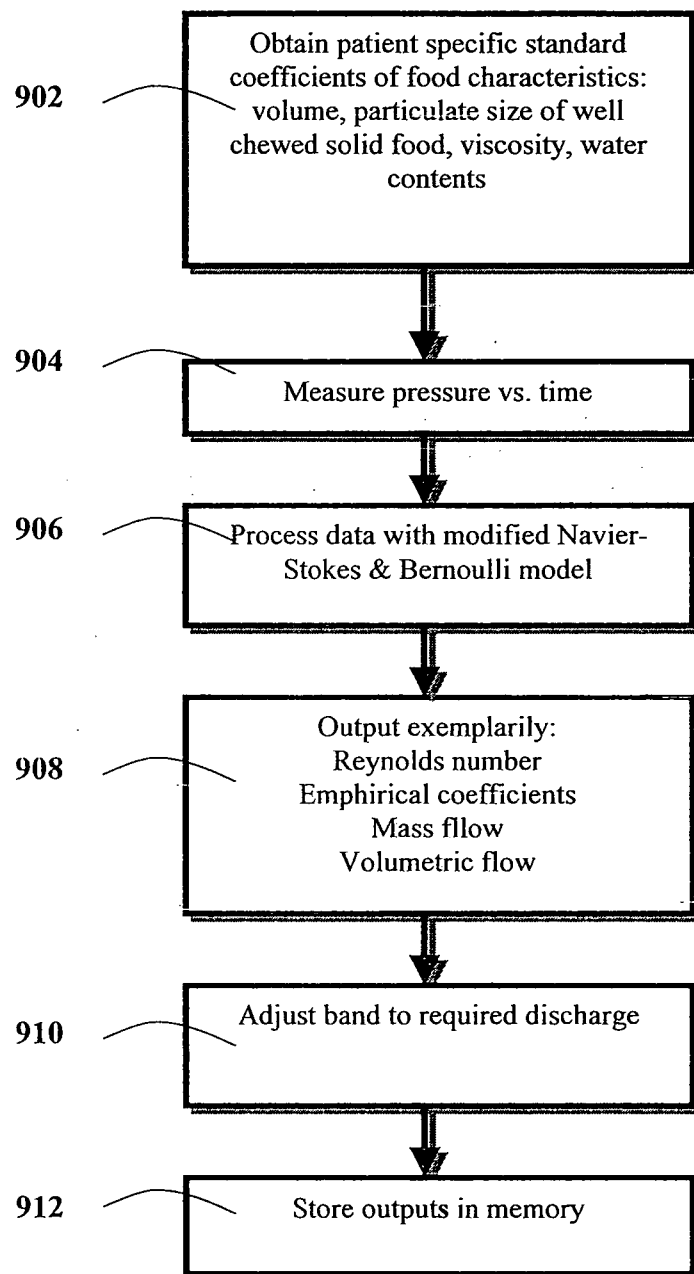 902
Obtain patient specific standard
coefficients of food characteristics:
volume, particulate size of well
chewed solid food, viscosity, water
contents
904
Measure pressure vs. time
906
Process data with modified Navier-
Stokes & Bernoulli model
908
Output exemplarily:
Reynolds number
Emphirical coefficients
Mass fllow
Volumetric flow
910
Adjust band to required discharge
912
Store outputs in memory